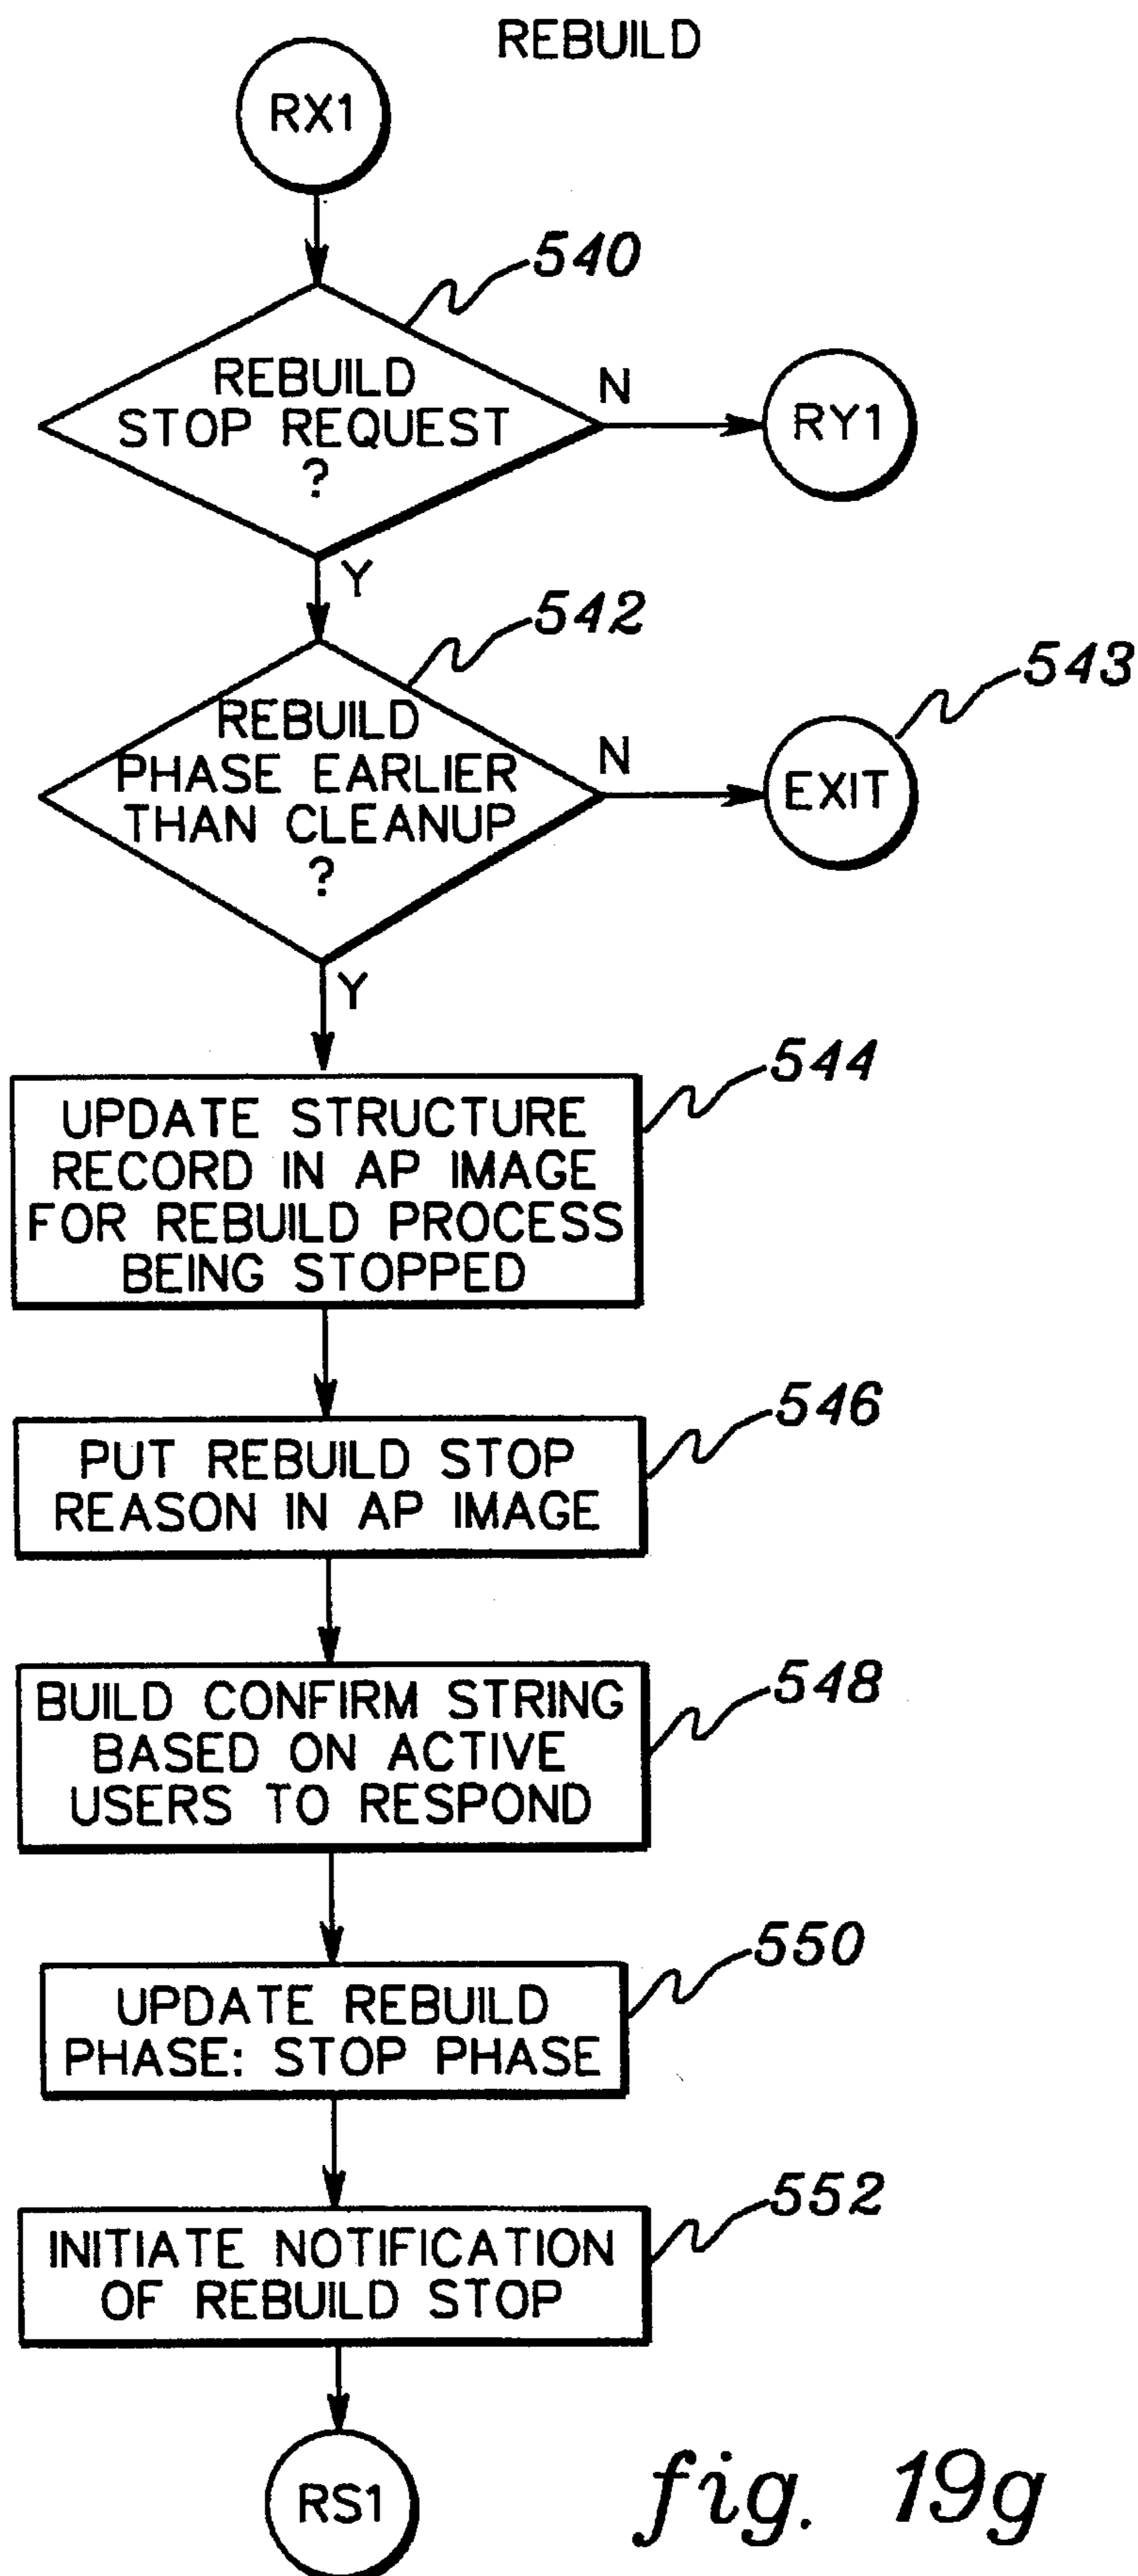 REBUILD
RX1
540
REBUILD
STOP REQUEST
?
N
RY1
Y
542
REBUILD
PHASE EARLIER
THAN CLEANUP
?
N
543
EXIT
Y
544
UPDATE STRUCTURE
RECORD IN AP IMAGE
FOR REBUILD PROCESS
BEING STOPPED
546
PUT REBUILD STOP
REASON IN AP IMAGE
548
BUILD CONFIRM STRING
BASED ON ACTIVE
USERS TO RESPOND
550
UPDATE REBUILD
PHASE: STOP PHASE
552
INITIATE NOTIFICATION
OF REBUILD STOP
RS1
fig. 19g